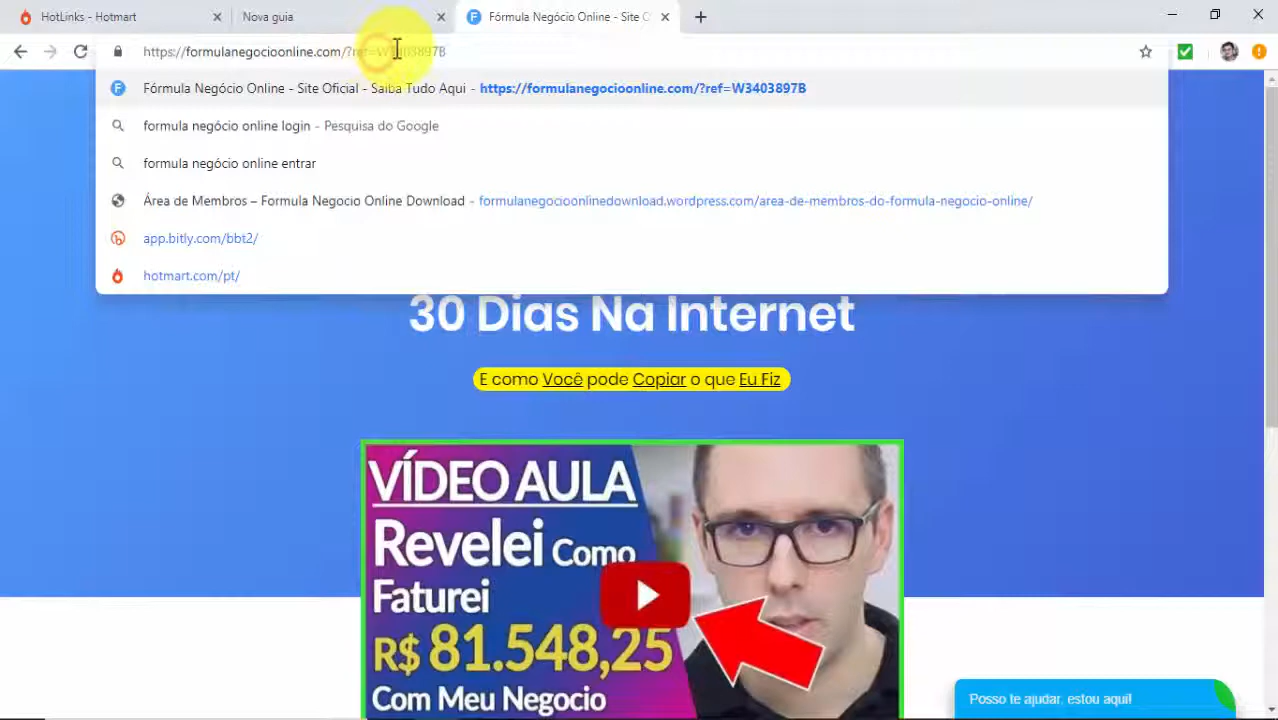 HotLinks - Hotmart
Nova guia
Fórmula Negócio Online - Site O
https://formulanegocioonline.com/?ref=W3403897B
Fórmula Negócio Online - Site Oficial - Saiba Tudo Aqui - https://formulanegocioonline.com/?ref=W3403897B
formula negócio online login - Pesquisa do Google
formula negócio online entrar
Área de Membros – Formula Negocio Online Download - formulanegocioonlinedownload.wordpress.com/area-de-membros-do-formula-negocio-online/
app.bitly.com/bbt2/
hotmart.com/pt/
30 Dias Na Internet
E como Você pode Copiar o que Eu Fiz
VÍDEO AULA
Revelei Como
Faturei
R$ 81.548,25
Com Meu Negocio
Posso te ajudar, estou aqui!